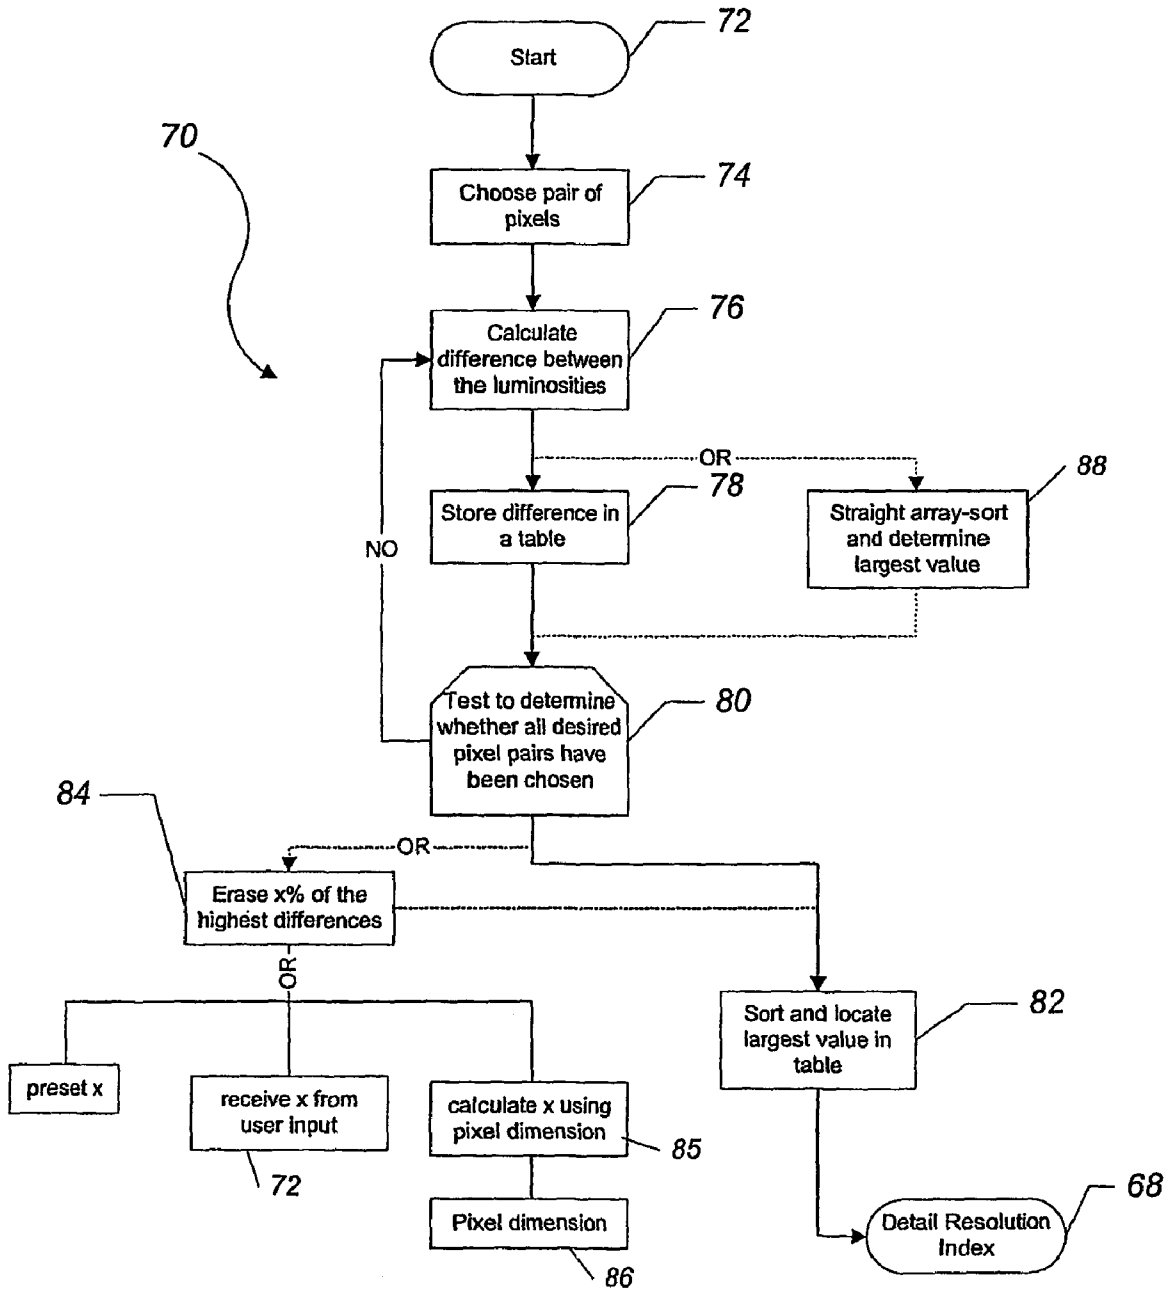 72
Start
70
74
Choose pair of
pixels
76
Calculate
difference between
the luminosities
OR
88
78
Store difference in
a table
Straight array-sort
and determine
largest value
NO
80
Test to determine
whether all desired
pixel pairs have
been chosen
84
OR
Erase x% of the
highest differences
OR
82
Sort and locate
largest value in
table
preset x
receive x from
user input
calculate x using
pixel dimension
85
72
68
Pixel dimension
Detail Resolution
Index
86